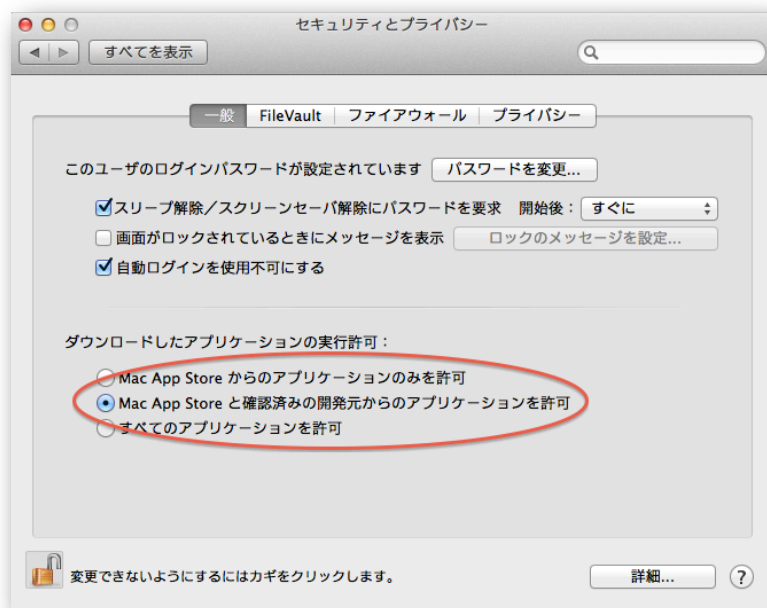 セキュリティとプライバシー
すべてを表示
一般 FileVault ファイアウォール プライバシー
このユーザのログインパスワードが設定されています パスワードを変更...
スリープ解除／スクリーンセーバ解除にパスワードを要求 開始後： すぐに
画面がロックされているときにメッセージを表示 ロックのメッセージを設定...
自動ログインを使用不可にする
ダウンロードしたアプリケーションの実行許可：
Mac App Store からのアプリケーションのみを許可
Mac App Store と確認済みの開発元からのアプリケーションを許可
すべてのアプリケーションを許可
変更できないようにするにはカギをクリックします。 詳細... ?